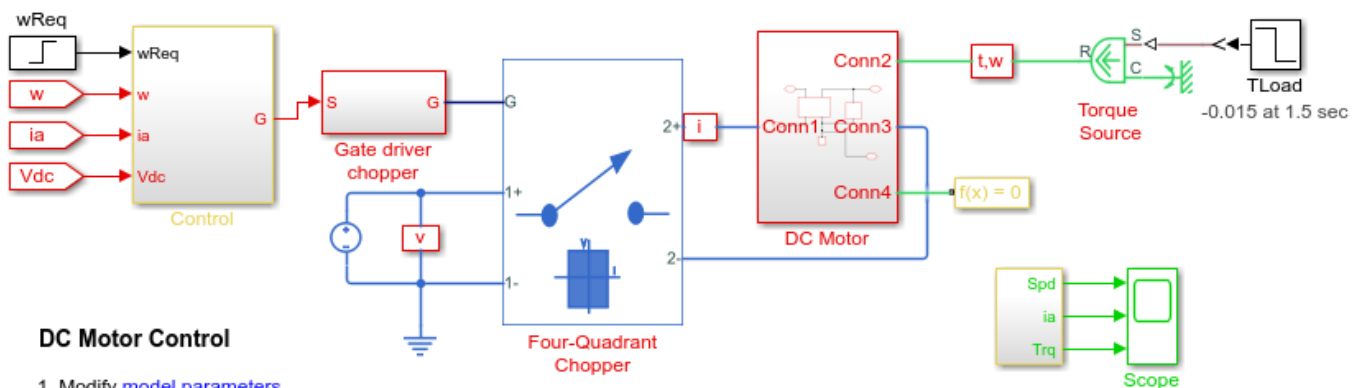 wReq
wReq
w
w
ia
ia
Vdc
Vdc
G
Control
S
G
Gate driver
chopper
v
G
1+
1-
2+
2-
V
I
Four-Quadrant
Chopper
i
Conn1
Conn2
Conn3
Conn4
DC Motor
t,w
R
S
C
Torque
Source
TLoad
-0.015 at 1.5 sec
f(x) = 0
Spd
ia
Trq
Scope
DC Motor Control
1. Modify model parameters